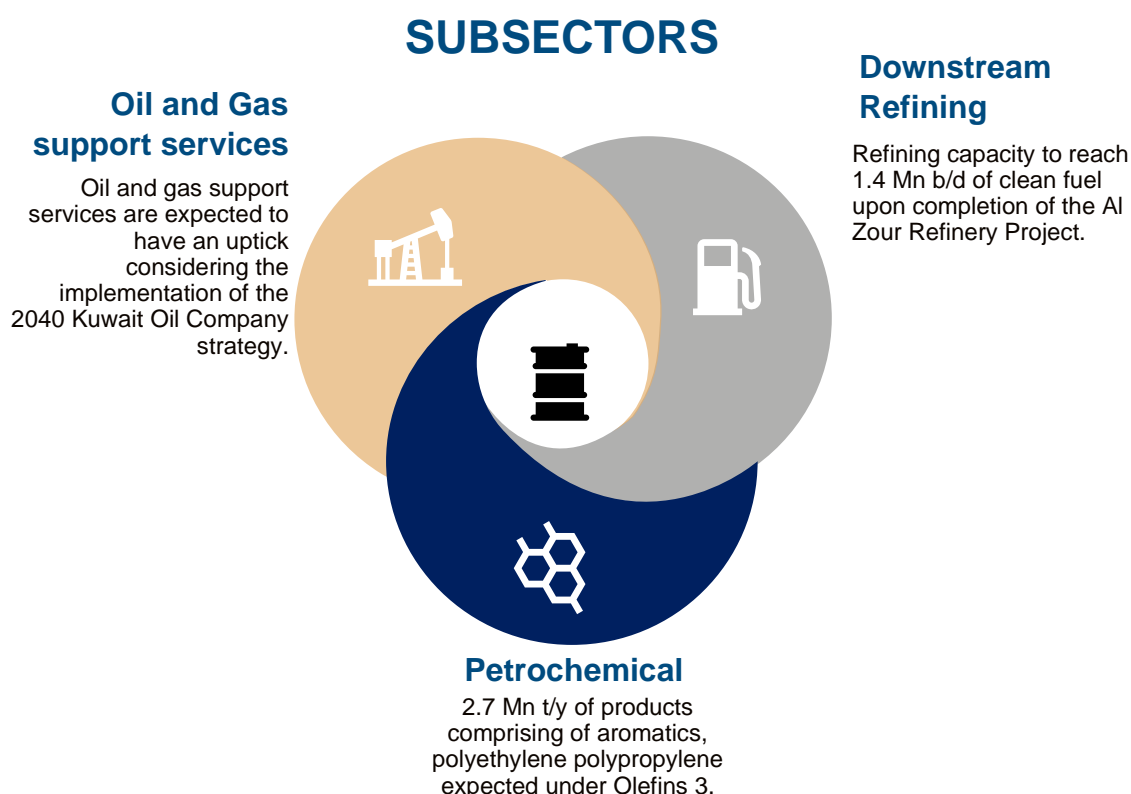 SUBSECTORS
Oil and Gas
support services
Oil and gas support
services are expected to
have an uptick
considering the
implementation of the
2040 Kuwait Oil Company
strategy.
Downstream
Refining
Refining capacity to reach
1.4 Mn b/d of clean fuel
upon completion of the Al
Zour Refinery Project.
Petrochemical
2.7 Mn t/y of products
comprising of aromatics,
polyethylene polypropylene
expected under Olefins 3.